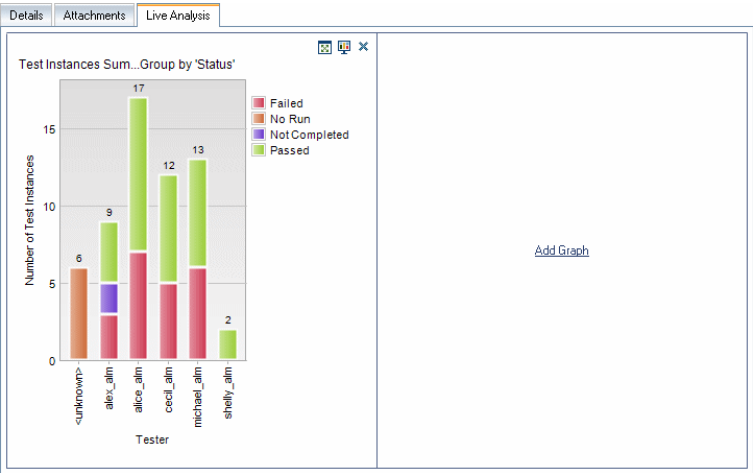 Details
Attachments
Live Analysis
Test Instances Sum...Group by 'Status'
17
Failed
No Run
Not Completed
Passed
15
13
12
10
9
6
5
2
0
Number of Test Instances
<unknown>
alex_alm
alice_alm
cecil_alm
michael_alm
shelly_alm
Tester
Add Graph